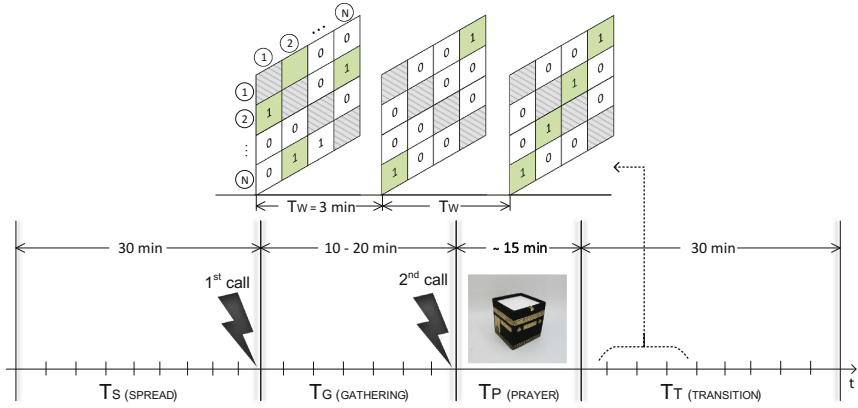 1 2 ... N
1 0 0
2 1 0 1
... 0 0 0
N 0 1 1
0 0 1
0 0 0
0 0 0
1 0 0
0 0 1
0 1 0
0 1 0
1 0 0
TW = 3 min
TW
30 min
10 - 20 min
~ 15 min
30 min
1st call
2nd call
t
TS (SPREAD)
TG (GATHERING)
TP (PRAYER)
TT (TRANSITION)